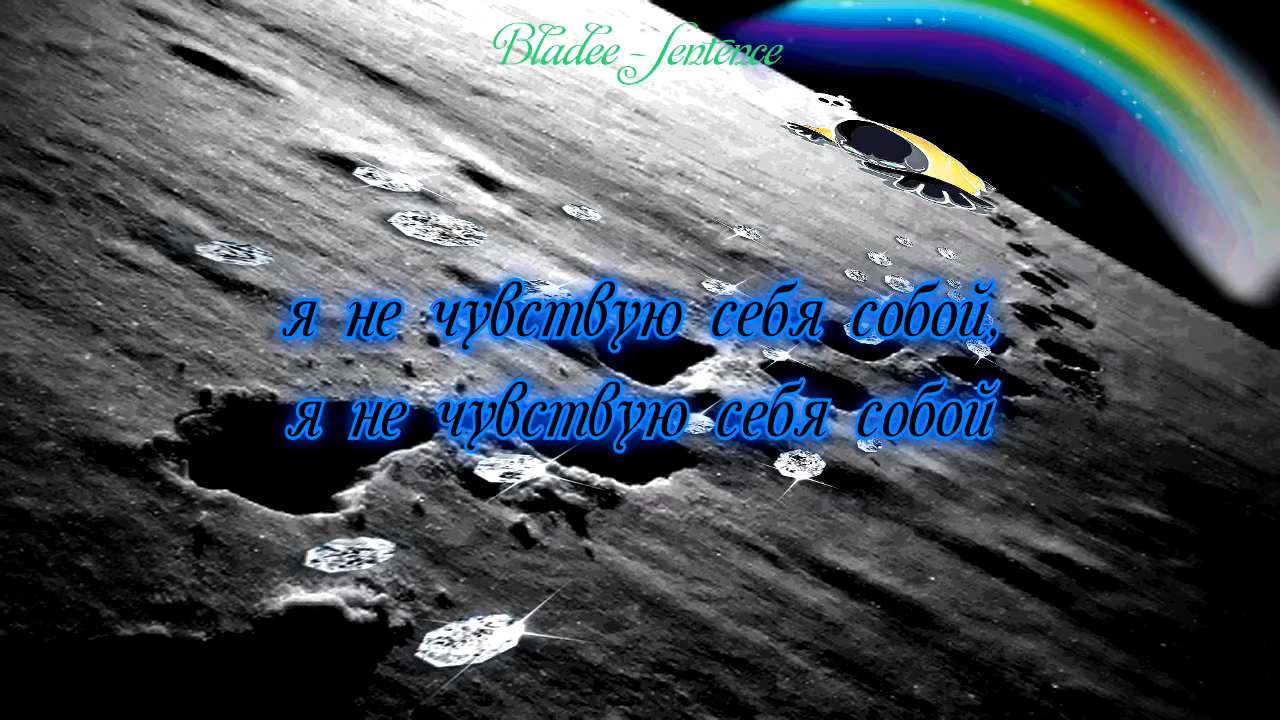 Bladee - Sentence
я не чувствую себя собой,
я не чувствую себя собой